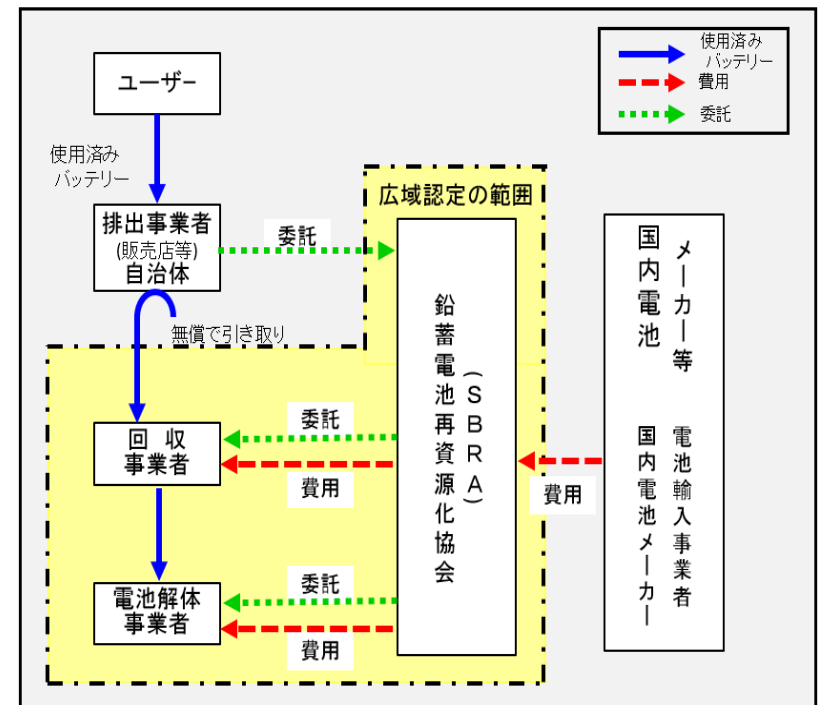 使用済み
バッテリー
費用
委託
ユーザー
使用済み
バッテリー
広域認定の範囲
排出事業者
(販売店等)
自治体
委託
無償で引き取り
鉛蓄電池再資源化協会
(SBRA)
国内電池
メーカー等
国内電池メーカー
電池輸入事業者
回 収
事業者
委託
費用
費用
電池解体
事業者
委託
費用